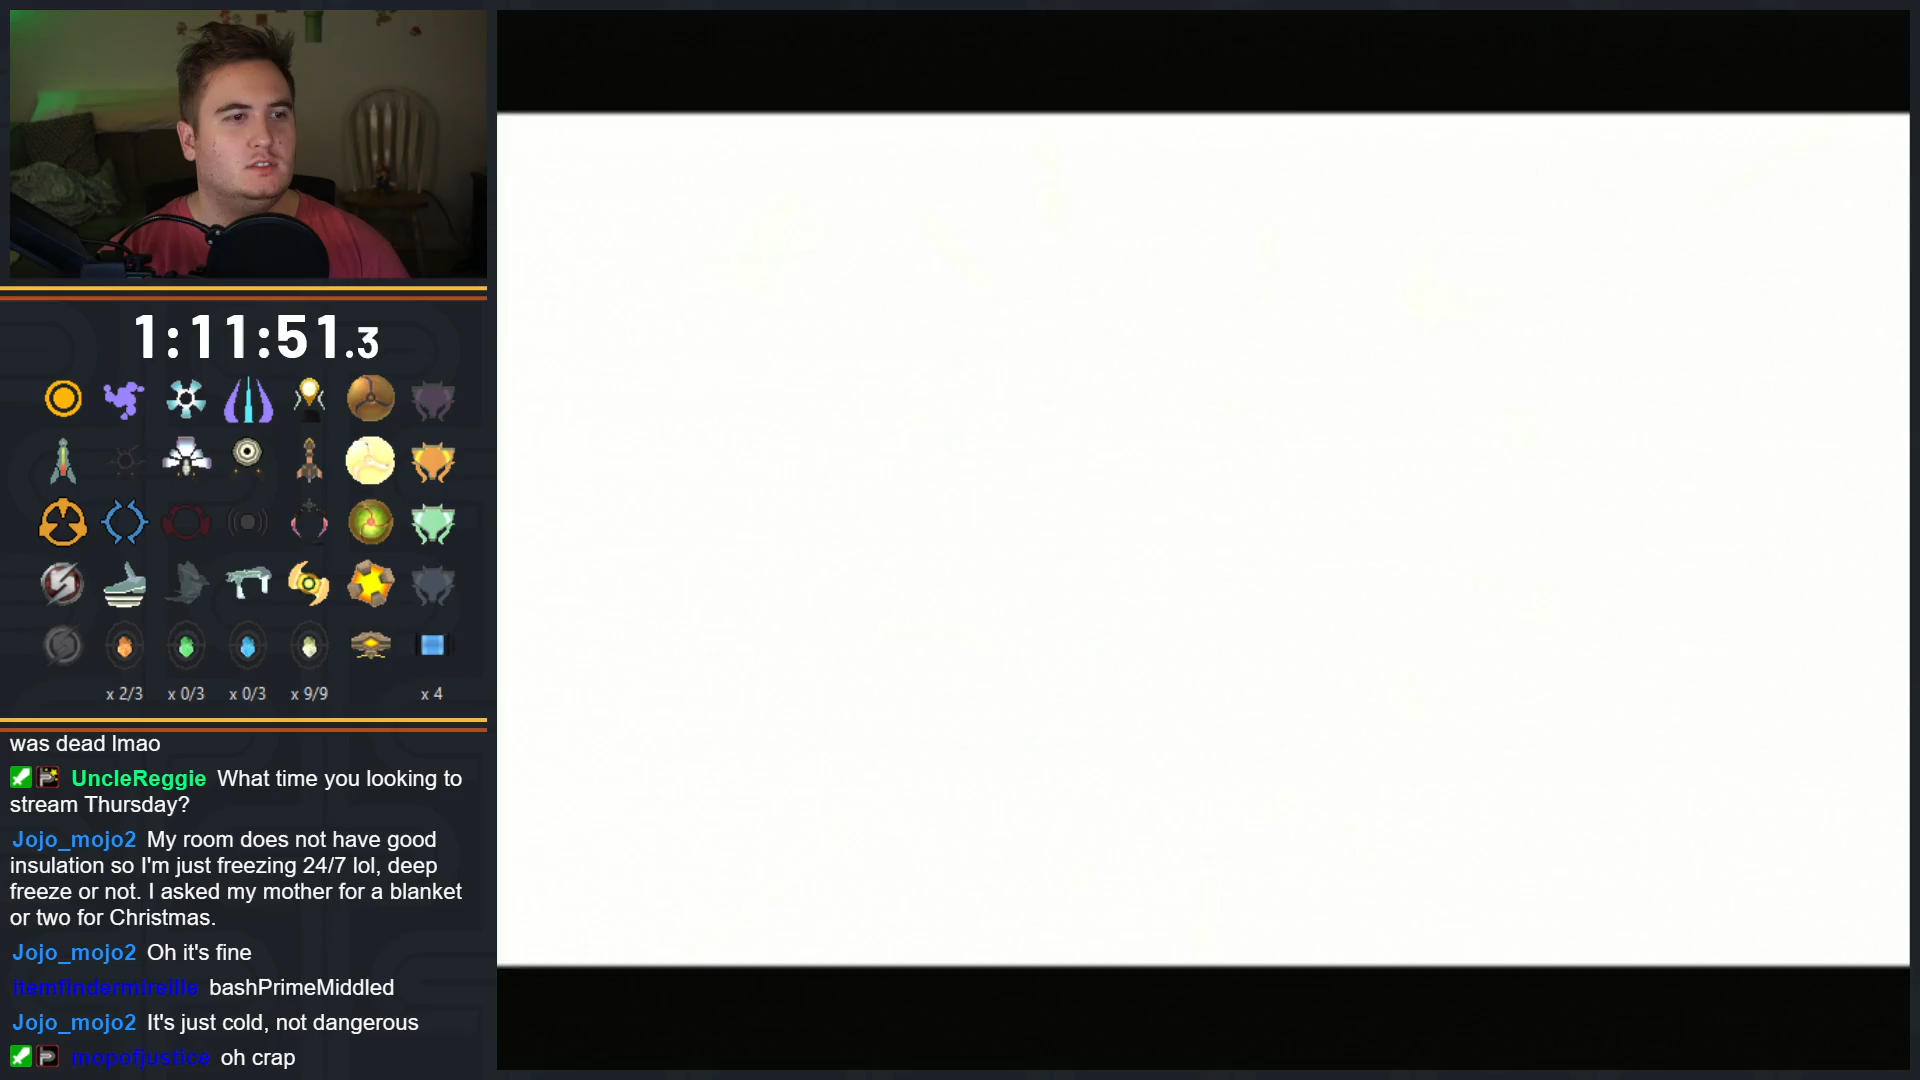 1:11:51.3
x 2/3 x 0/3 x 0/3 x 9/9 x 4
was dead lmao
UncleReggie What time you looking to
stream Thursday?
Jojo_mojo2 My room does not have good
insulation so I'm just freezing 24/7 lol, deep
freeze or not. I asked my mother for a blanket
or two for Christmas.
Jojo_mojo2 Oh it's fine
itemfindermireille bashPrimeMiddled
Jojo_mojo2 It's just cold, not dangerous
mopofjustice oh crap